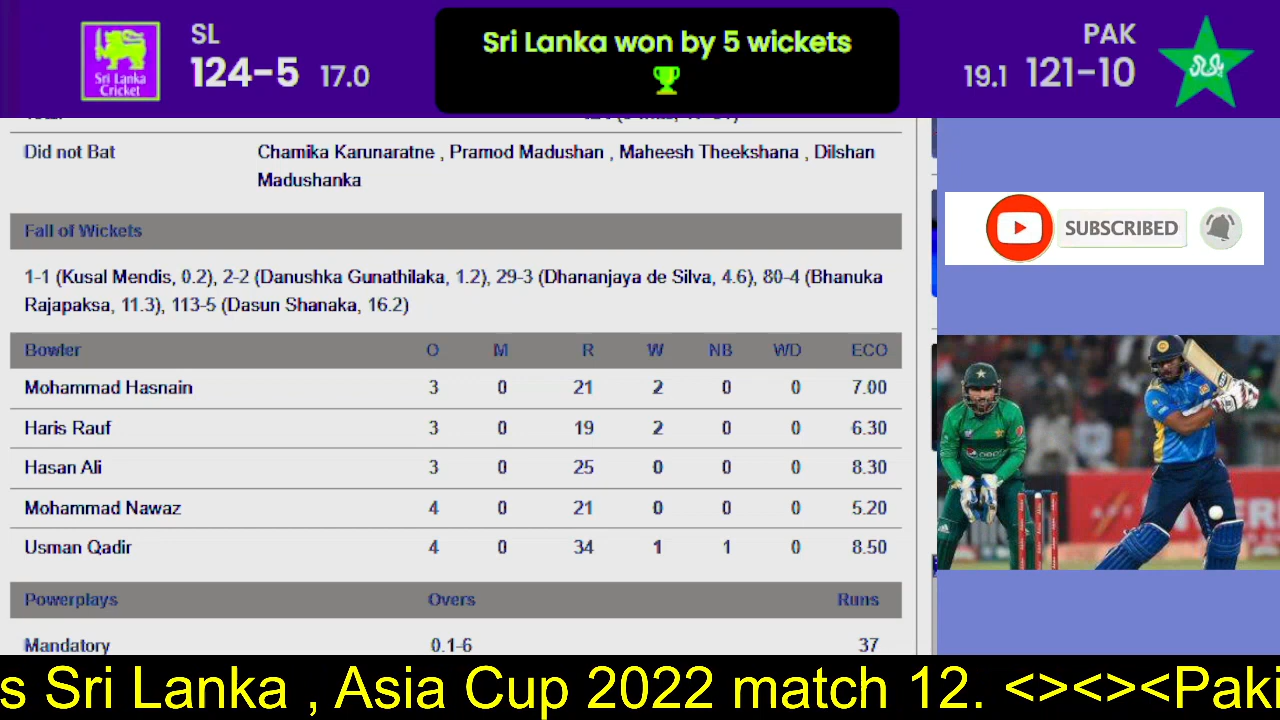 SL
124-5 17.0
Sri Lanka
Cricket
Sri Lanka won by 5 wickets
PAK
19.1 121-10
Did not Bat Chamika Karunaratne , Pramod Madushan , Maheesh Theekshana , Dilshan
Madushanka
Fall of Wickets
1-1 (Kusal Mendis, 0.2), 2-2 (Danushka Gunathilaka, 1.2), 29-3 (Dhananjaya de Silva, 4.6), 80-4 (Bhanuka
Rajapaksa, 11.3), 113-5 (Dasun Shanaka, 16.2)
Bowler O M R W NB WD ECO
Mohammad Hasnain 3 0 21 2 0 0 7.00
Haris Rauf 3 0 19 2 0 0 6.30
Hasan Ali 3 0 25 0 0 0 8.30
Mohammad Nawaz 4 0 21 0 0 0 5.20
Usman Qadir 4 0 34 1 1 0 8.50
Powerplays Overs Runs
Mandatory 0.1-6 37
SUBSCRIBED
pepsi
s Sri Lanka , Asia Cup 2022 match 12. <><><Paki